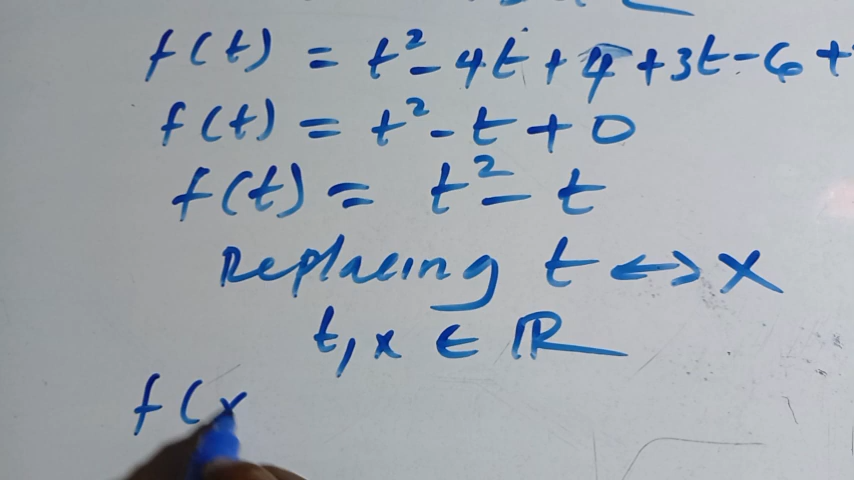 f(t) = t² - 4t + 4 + 3t - 6 +
f(t) = t² - t + 0
f(t) = t² - t
Replacing t ↔ x
t, x ∈ ℝ
f(x